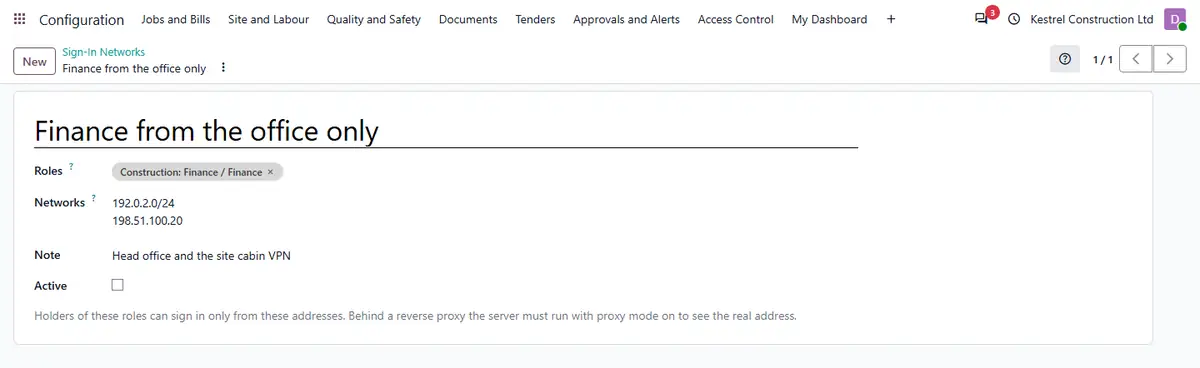 Configuration Jobs and Bills Site and Labour Quality and Safety Documents Tenders Approvals and Alerts Access Control My Dashboard + 3 Kestrel Construction Ltd D
New Sign-In Networks
Finance from the office only 1 / 1
Finance from the office only
Roles ? Construction: Finance / Finance ×
Networks ? 192.0.2.0/24
198.51.100.20
Note Head office and the site cabin VPN
Active
Holders of these roles can sign in only from these addresses. Behind a reverse proxy the server must run with proxy mode on to see the real address.